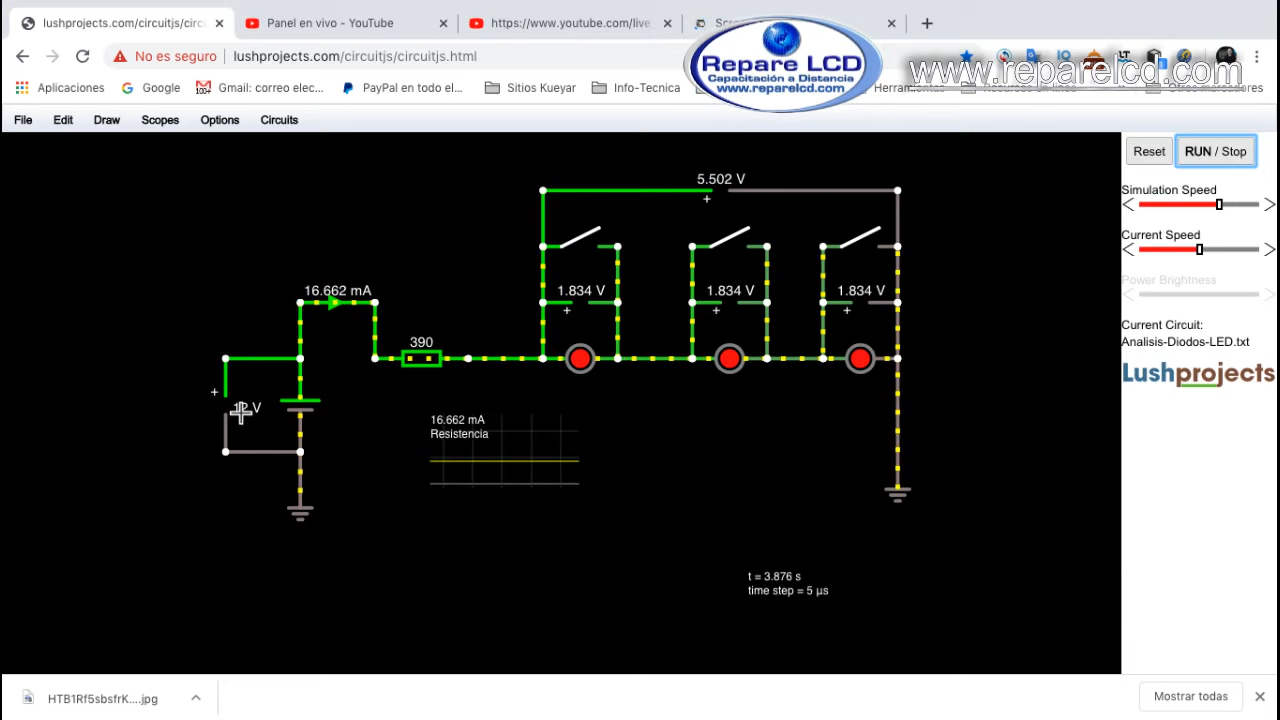 lushprojects.com/circuitjs/circ
Panel en vivo - YouTube
https://www.youtube.com/live
Repare LCD
Capacitación a Distancia
www.reparelcd.com
www.reparelcd.com
No es seguro
lushprojects.com/circuitjs/circuitjs.html
Aplicaciones
Google
Gmail: correo elec...
PayPal en todo el...
Sitios Kueyar
Info-Tecnica
Herramientas
Otros marcadores
File
Edit
Draw
Scopes
Options
Circuits
Reset
RUN / Stop
Simulation Speed
Current Speed
Power Brightness
Current Circuit:
Analisis-Diodos-LED.txt
Lushprojects
5.502 V
+
16.662 mA
1.834 V
+
1.834 V
+
1.834 V
+
390
+
12 V
16.662 mA
Resistencia
t = 3.876 s
time step = 5 µs
HTB1Rf5sbsfrK....jpg
Mostrar todas